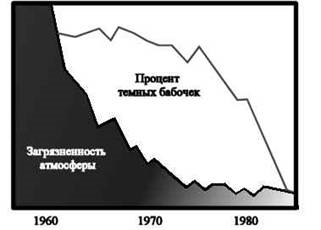 Процент
темных бабочек
Загрязненность
атмосферы
1960
1970
1980